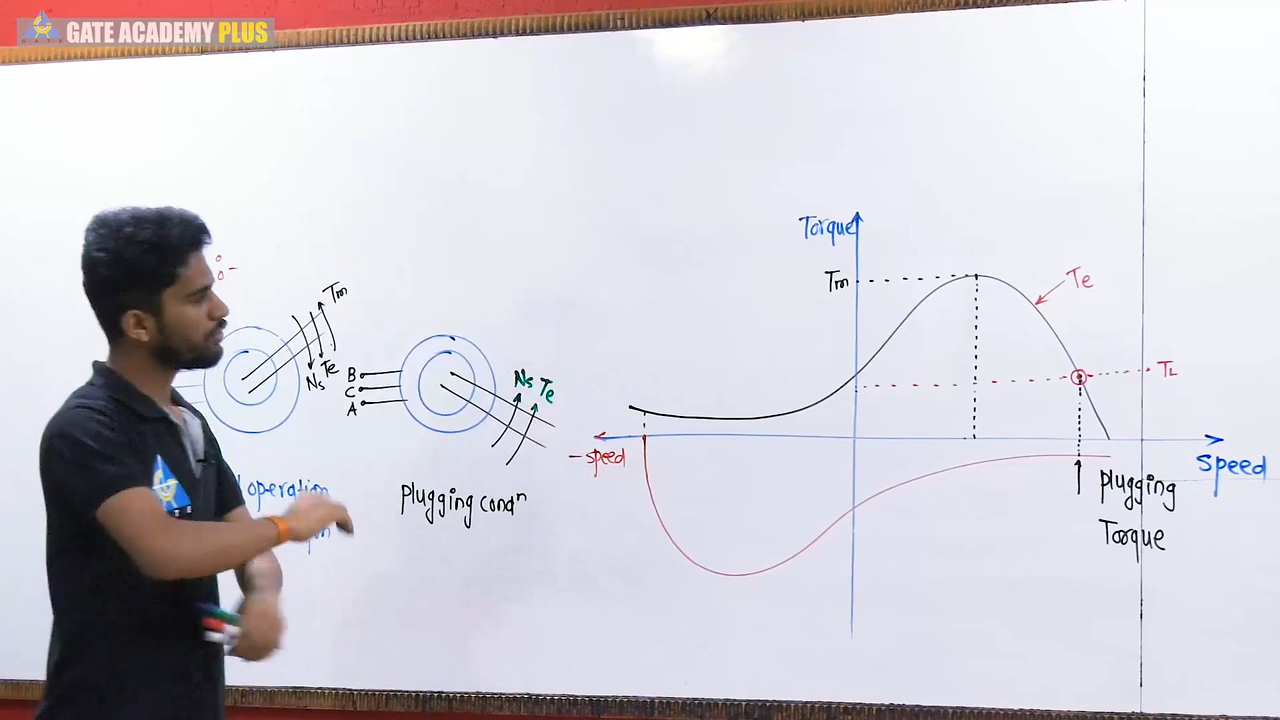 GATE ACADEMY PLUS
Tm
Ns Te
operation
B
C
A
Ns Te
plugging condⁿ
Torque
Tm
Te
TL
- speed
Speed
plugging
Torque